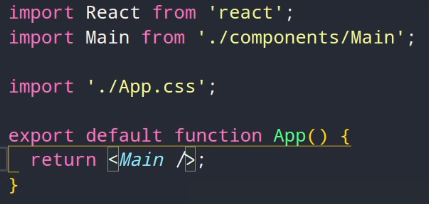 import React from 'react';
import Main from './components/Main';
import './App.css';
export default function App() {
return <Main />;
}